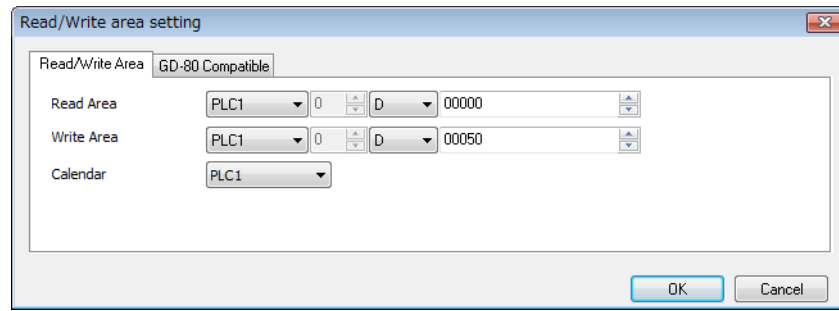 Read/Write area setting
Read/Write Area GD-80 Compatible
Read Area PLC1 0 D 00000
Write Area PLC1 0 D 00050
Calendar PLC1
OK Cancel